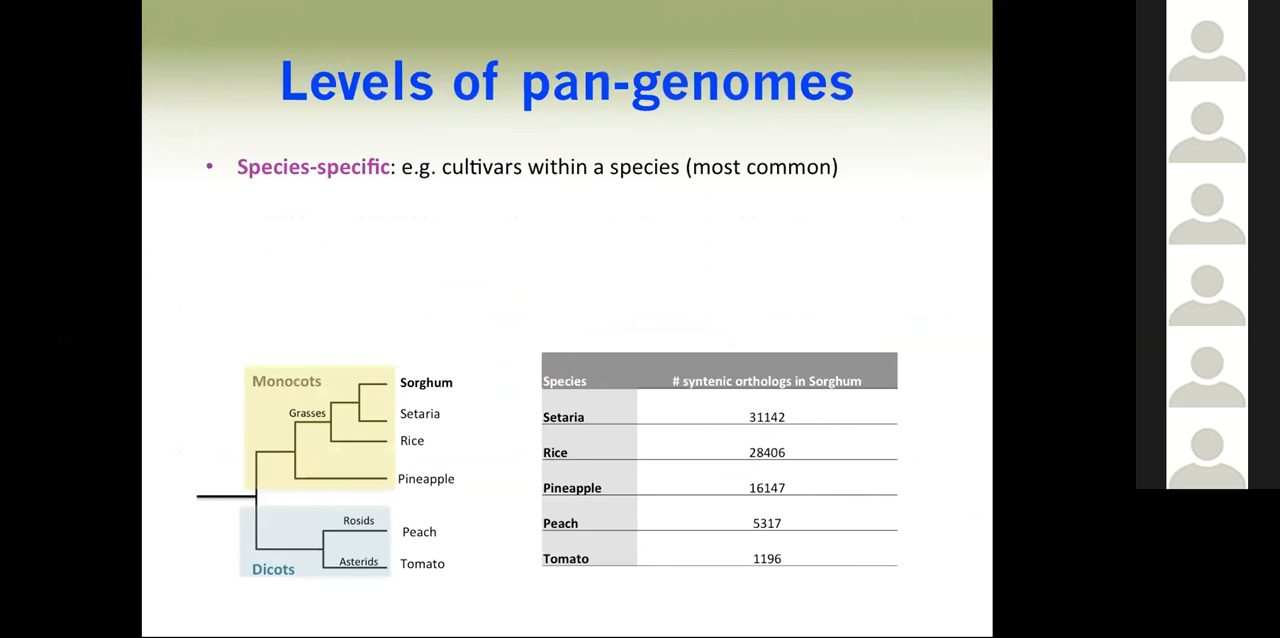 Levels of pan-genomes
• Species-specific: e.g. cultivars within a species (most common)
Monocots
Grasses
Sorghum
Setaria
Rice
Pineapple
Rosids
Peach
Asterids
Tomato
Dicots
Species # syntenic orthologs in Sorghum
Setaria 31142
Rice 28406
Pineapple 16147
Peach 5317
Tomato 1196